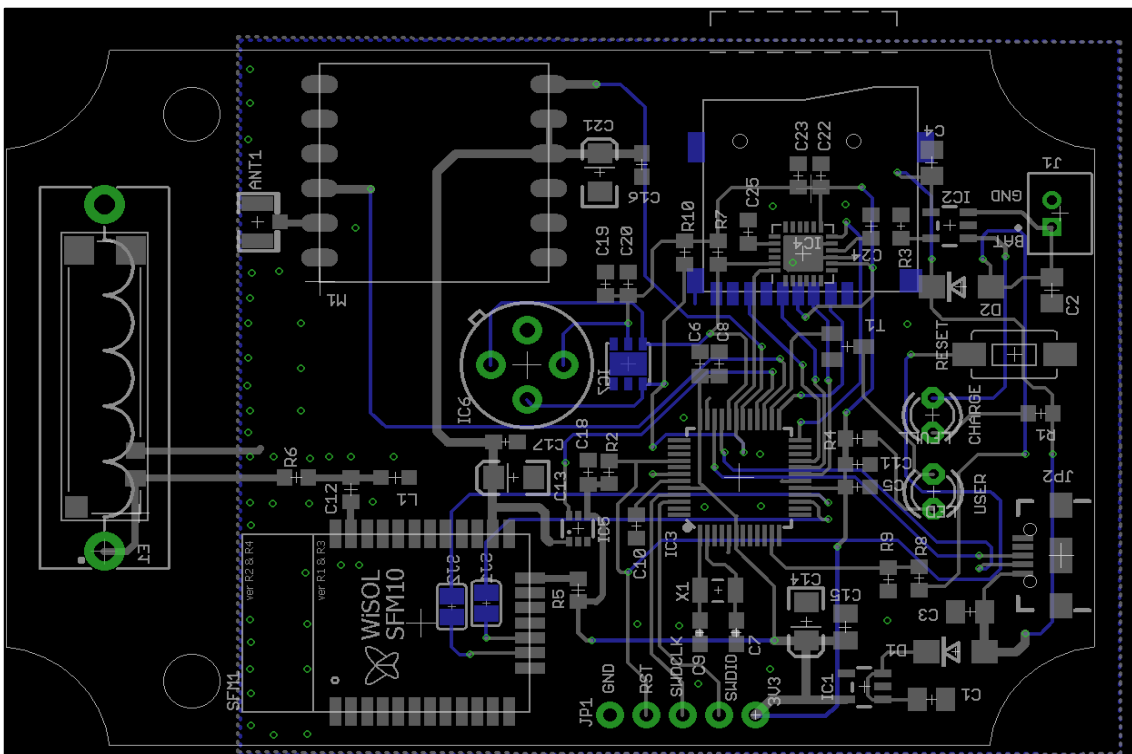 C21
C23
C22
C4
J1
GND
BAT
IC2
ANT1
C16
C25
R10
R7
IC4
C24
R3
C19
C20
M1
D2
C2
T1
RESET
C6
C8
IC6
CHARGE
R1
C17
C18
R2
R4
C11
C5
R6
C12
L1
C13
IC5
IC3
USER
JP2
E1
C10
R9
R8
ver R2 & R4
ver R1 & R3
WiSOL
SFM10
R5
X1
C14
C15
C3
C9
C7
D1
SFM1
JP1
GND
RST
SWDCLK
SWDIO
3V3
IC1
C1